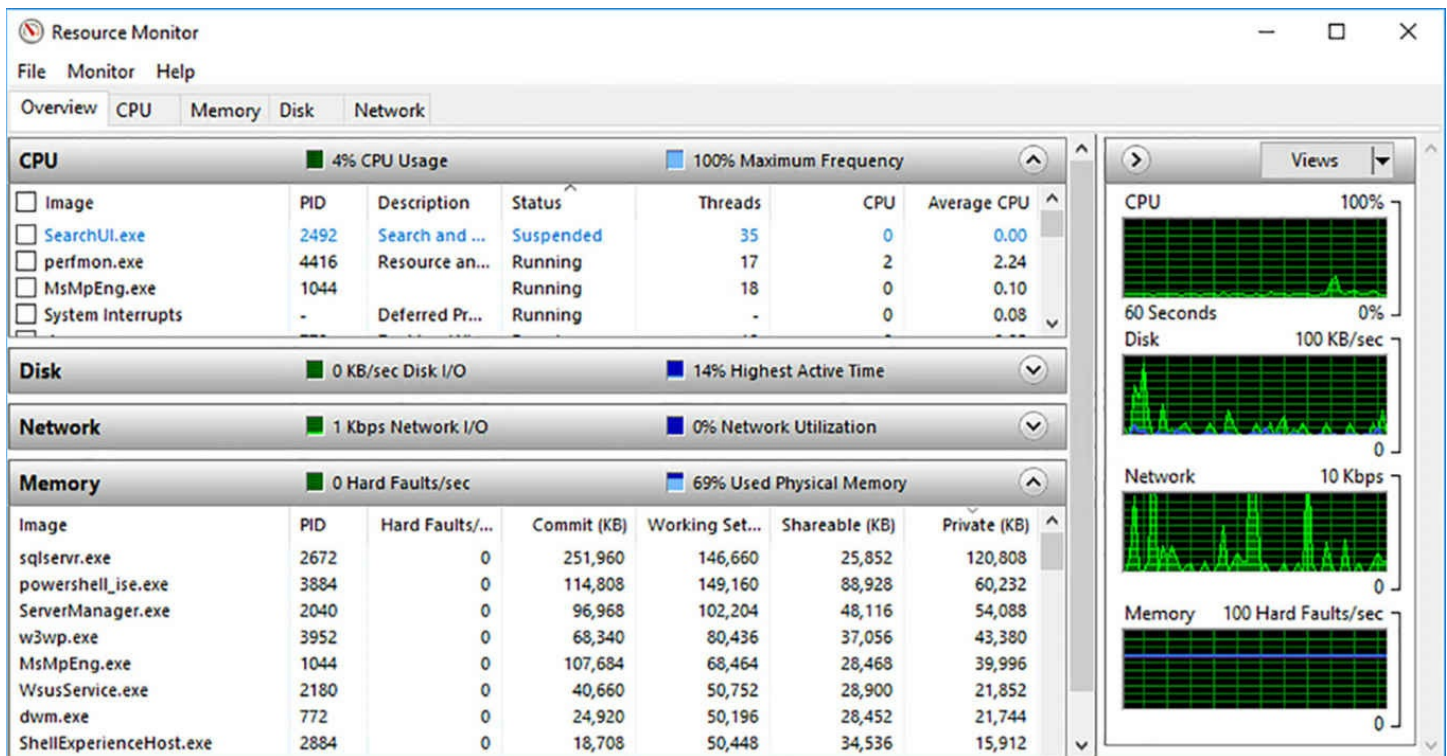 Resource Monitor
File Monitor Help
Overview CPU Memory Disk Network
CPU 4% CPU Usage 100% Maximum Frequency
Image PID Description Status Threads CPU Average CPU
SearchUI.exe 2492 Search and ... Suspended 35 0 0.00
perfmon.exe 4416 Resource an... Running 17 2 2.24
MsMpEng.exe 1044 Running 18 0 0.10
System Interrupts - Deferred Pr... Running - 0 0.08
Disk 0 KB/sec Disk I/O 14% Highest Active Time
Network 1 Kbps Network I/O 0% Network Utilization
Memory 0 Hard Faults/sec 69% Used Physical Memory
Image PID Hard Faults/... Commit (KB) Working Set... Shareable (KB) Private (KB)
sqlservr.exe 2672 0 251,960 146,660 25,852 120,808
powershell_ise.exe 3884 0 114,808 149,160 88,928 60,232
ServerManager.exe 2040 0 96,968 102,204 48,116 54,088
w3wp.exe 3952 0 68,340 80,436 37,056 43,380
MsMpEng.exe 1044 0 107,684 68,464 28,468 39,996
WsusService.exe 2180 0 40,660 50,752 28,900 21,852
dwm.exe 772 0 24,920 50,196 28,452 21,744
ShellExperienceHost.exe 2884 0 18,708 50,448 34,536 15,912
Views
CPU 100%
60 Seconds 0%
Disk 100 KB/sec
0
Network 10 Kbps
0
Memory 100 Hard Faults/sec
0